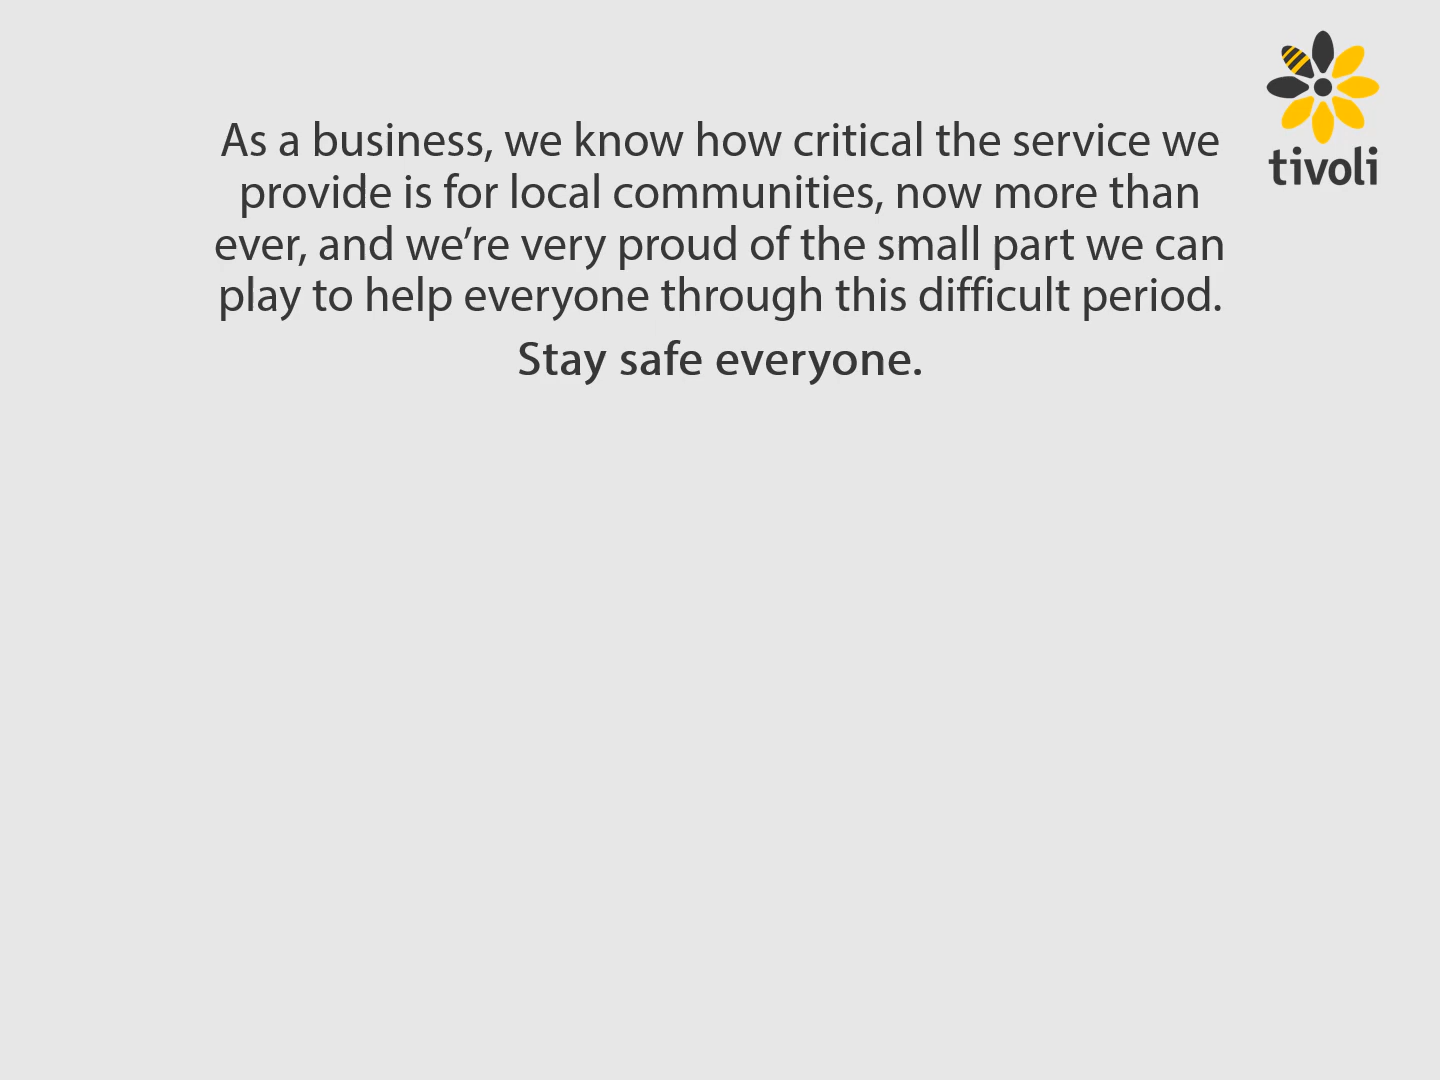 As a business, we know how critical the service we
provide is for local communities, now more than
ever, and we’re very proud of the small part we can
play to help everyone through this difficult period.
Stay safe everyone.
tivoli